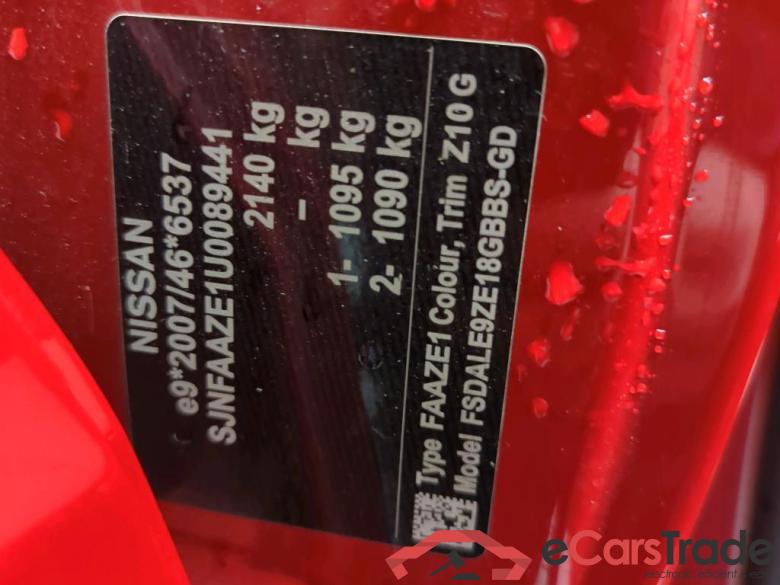 NISSAN
e9*2007/46*6537
SJNFAAZE1U0089441
2140 kg
– kg
1- 1095 kg
2- 1090 kg
Type FAAZE1 Colour, Trim Z10 G
Model FSDALE9ZE18GBBS-GD
eCarsTrade